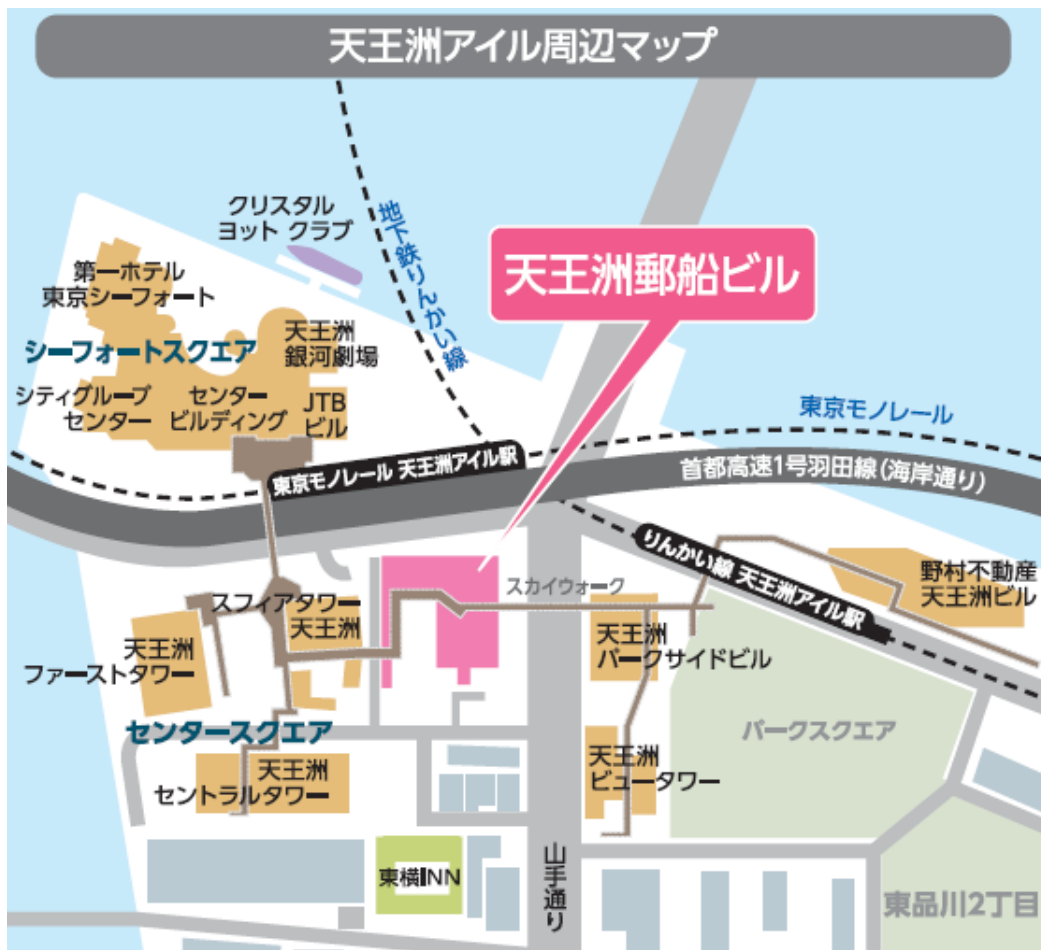 天王洲アイル周辺マップ
クリスタル
ヨット クラブ
地下鉄りんかい線
天王洲郵船ビル
第一ホテル
東京シーフォート
シーフォートスクエア
天王洲
銀河劇場
シティグループ
センター
センター
ビルディング
JTB
ビル
東京モノレール
東京モノレール 天王洲アイル駅
首都高速1号羽田線(海岸通り)
りんかい線 天王洲アイル駅
野村不動産
天王洲ビル
スカイウォーク
スフィアタワー
天王洲
天王洲
ファーストタワー
天王洲
パークサイドビル
センタースクエア
パークスクエア
天王洲
セントラルタワー
天王洲
ビュータワー
東横INN
山手通り
東品川2丁目